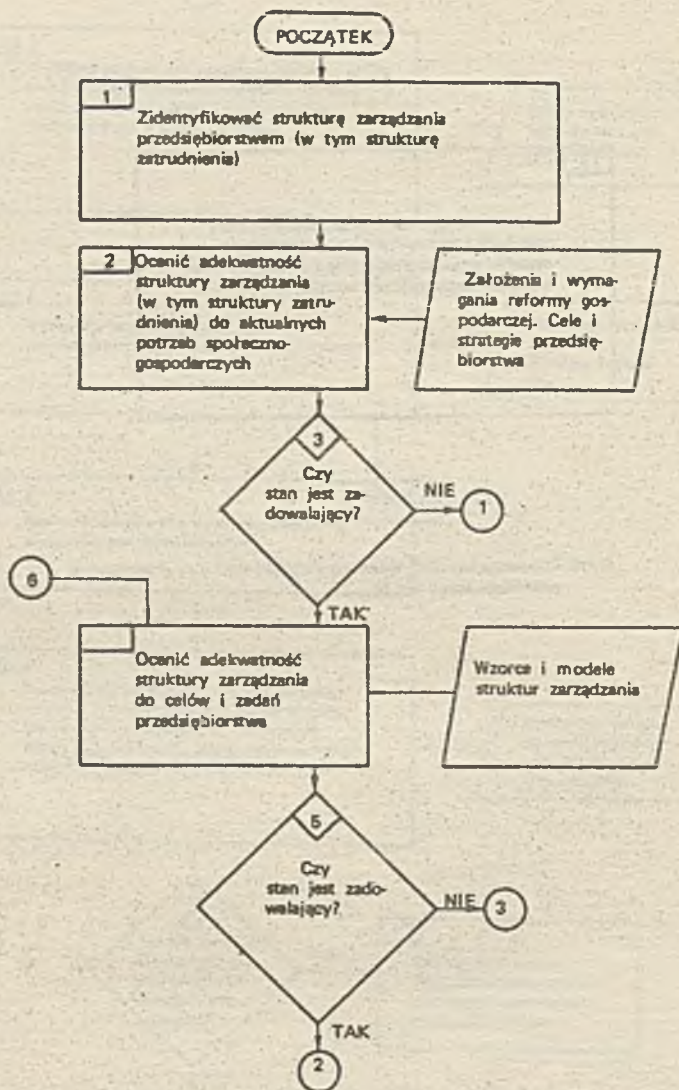 POCZĄTEK
1
Zidentyfikować strukturę zarządzania
przedsiębiorstwem (w tym strukturę
zatrudnienia)
2
Ocenić adekwatność
struktury zarządzania
(w tym struktury zatru-
dnienia) do aktualnych
potrzeb społeczno-
gospodarczych
Założenia i wyma-
gania reformy gos-
podarczej. Cele i
strategie przedsię-
biorstwa
3
Czy
stan jest za-
dowalający?
NIE
1
6
TAK
Ocenić adekwatność
struktury zarządzania
do celów i zadań
przedsiębiorstwa
Wzorce i modele
struktur zarządzania
5
Czy
stan jest zado-
walający?
NIE
3
TAK
2